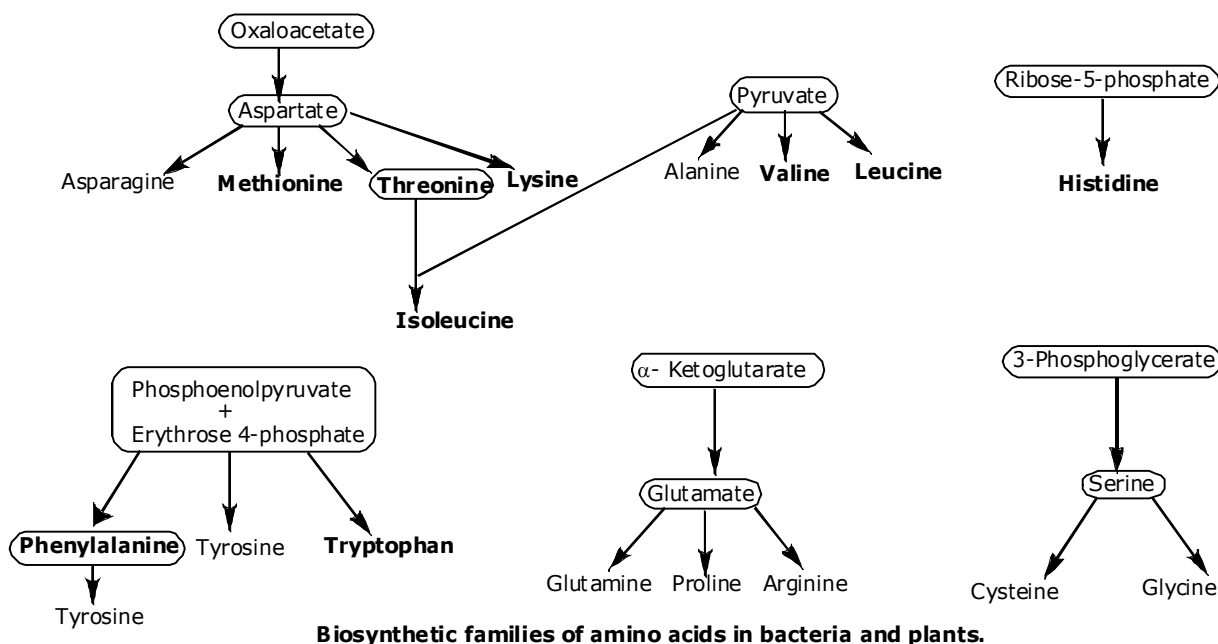 Oxaloacetate
Aspartate
Asparagine
Methionine
Threonine
Lysine
Isoleucine
Pyruvate
Alanine
Valine
Leucine
Ribose-5-phosphate
Histidine
Phosphoenolpyruvate
+
Erythrose 4-phosphate
Phenylalanine
Tyrosine
Tryptophan
Tyrosine
α- Ketoglutarate
Glutamate
Glutamine
Proline
Arginine
3-Phosphoglycerate
Serine
Cysteine
Glycine
Biosynthetic families of amino acids in bacteria and plants.